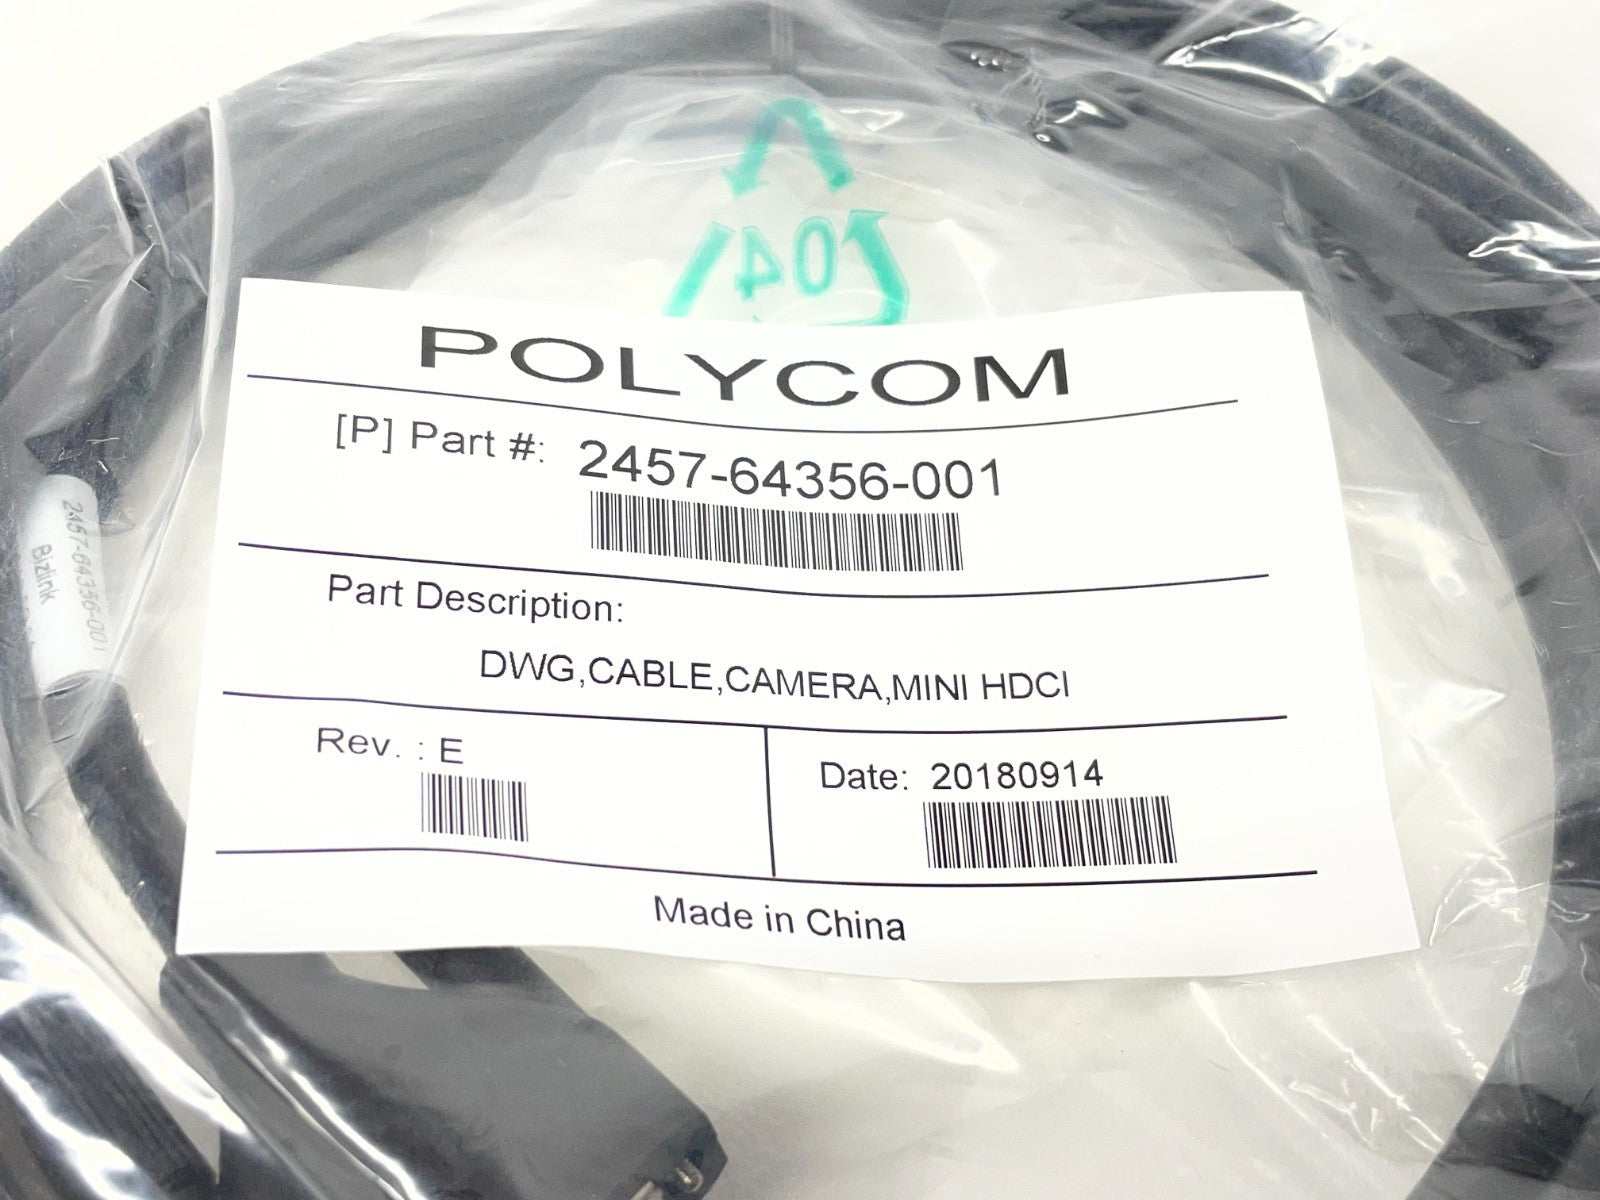 04
POLYCOM
[P] Part #: 2457-64356-001
Part Description:
DWG,CABLE,CAMERA,MINI HDCI
Rev. : E
Date: 20180914
Made in China
2457-64356-001
Bizlink